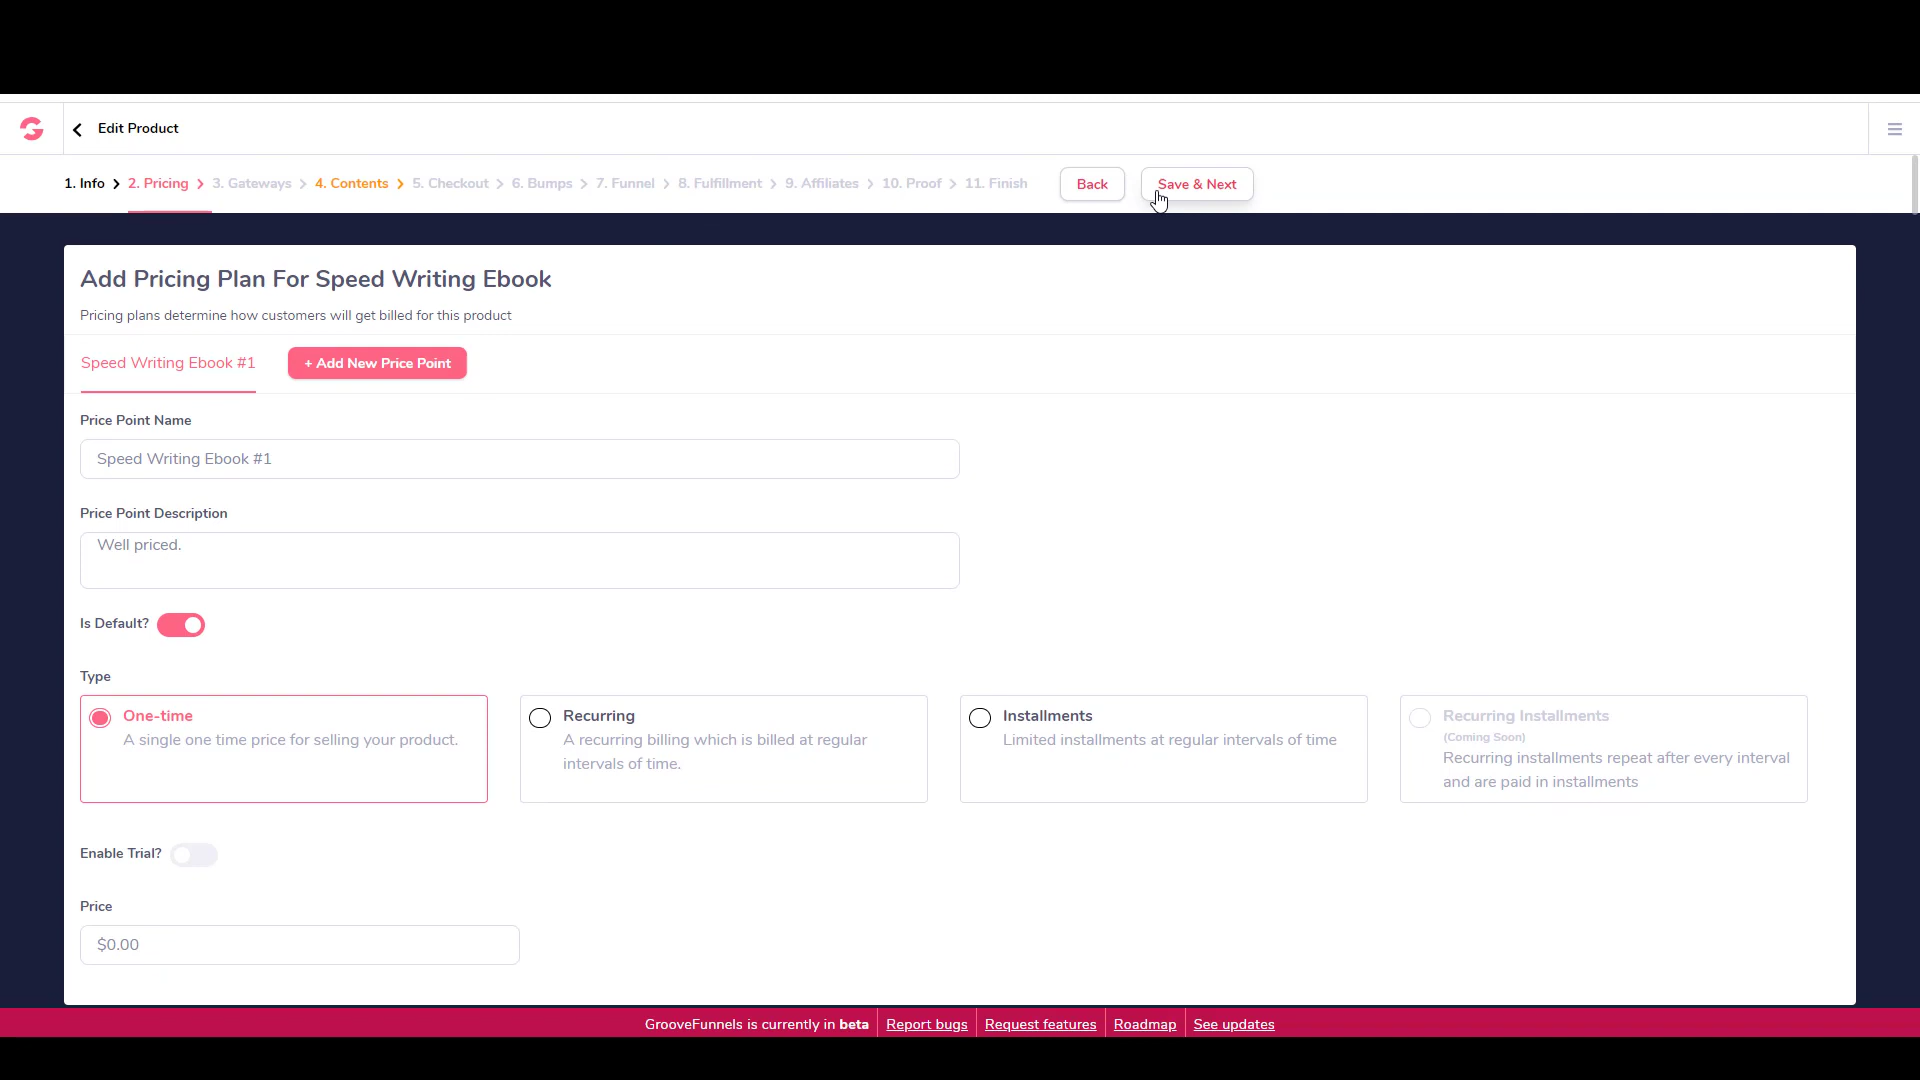 Edit Product
1. Info 2. Pricing 3. Gateways 4. Contents 5. Checkout 6. Bumps 7. Funnel 8. Fulfillment 9. Affiliates 10. Proof 11. Finish Back Save & Next
Add Pricing Plan For Speed Writing Ebook
Pricing plans determine how customers will get billed for this product
Speed Writing Ebook #1 + Add New Price Point
Price Point Name
Speed Writing Ebook #1
Price Point Description
Well priced.
Is Default?
Type
One-time
A single one time price for selling your product.
Recurring
A recurring billing which is billed at regular
intervals of time.
Installments
Limited installments at regular intervals of time
Recurring Installments
(Coming Soon)
Recurring installments repeat after every interval
and are paid in installments
Enable Trial?
Price
$0.00
GrooveFunnels is currently in beta Report bugs Request features Roadmap See updates